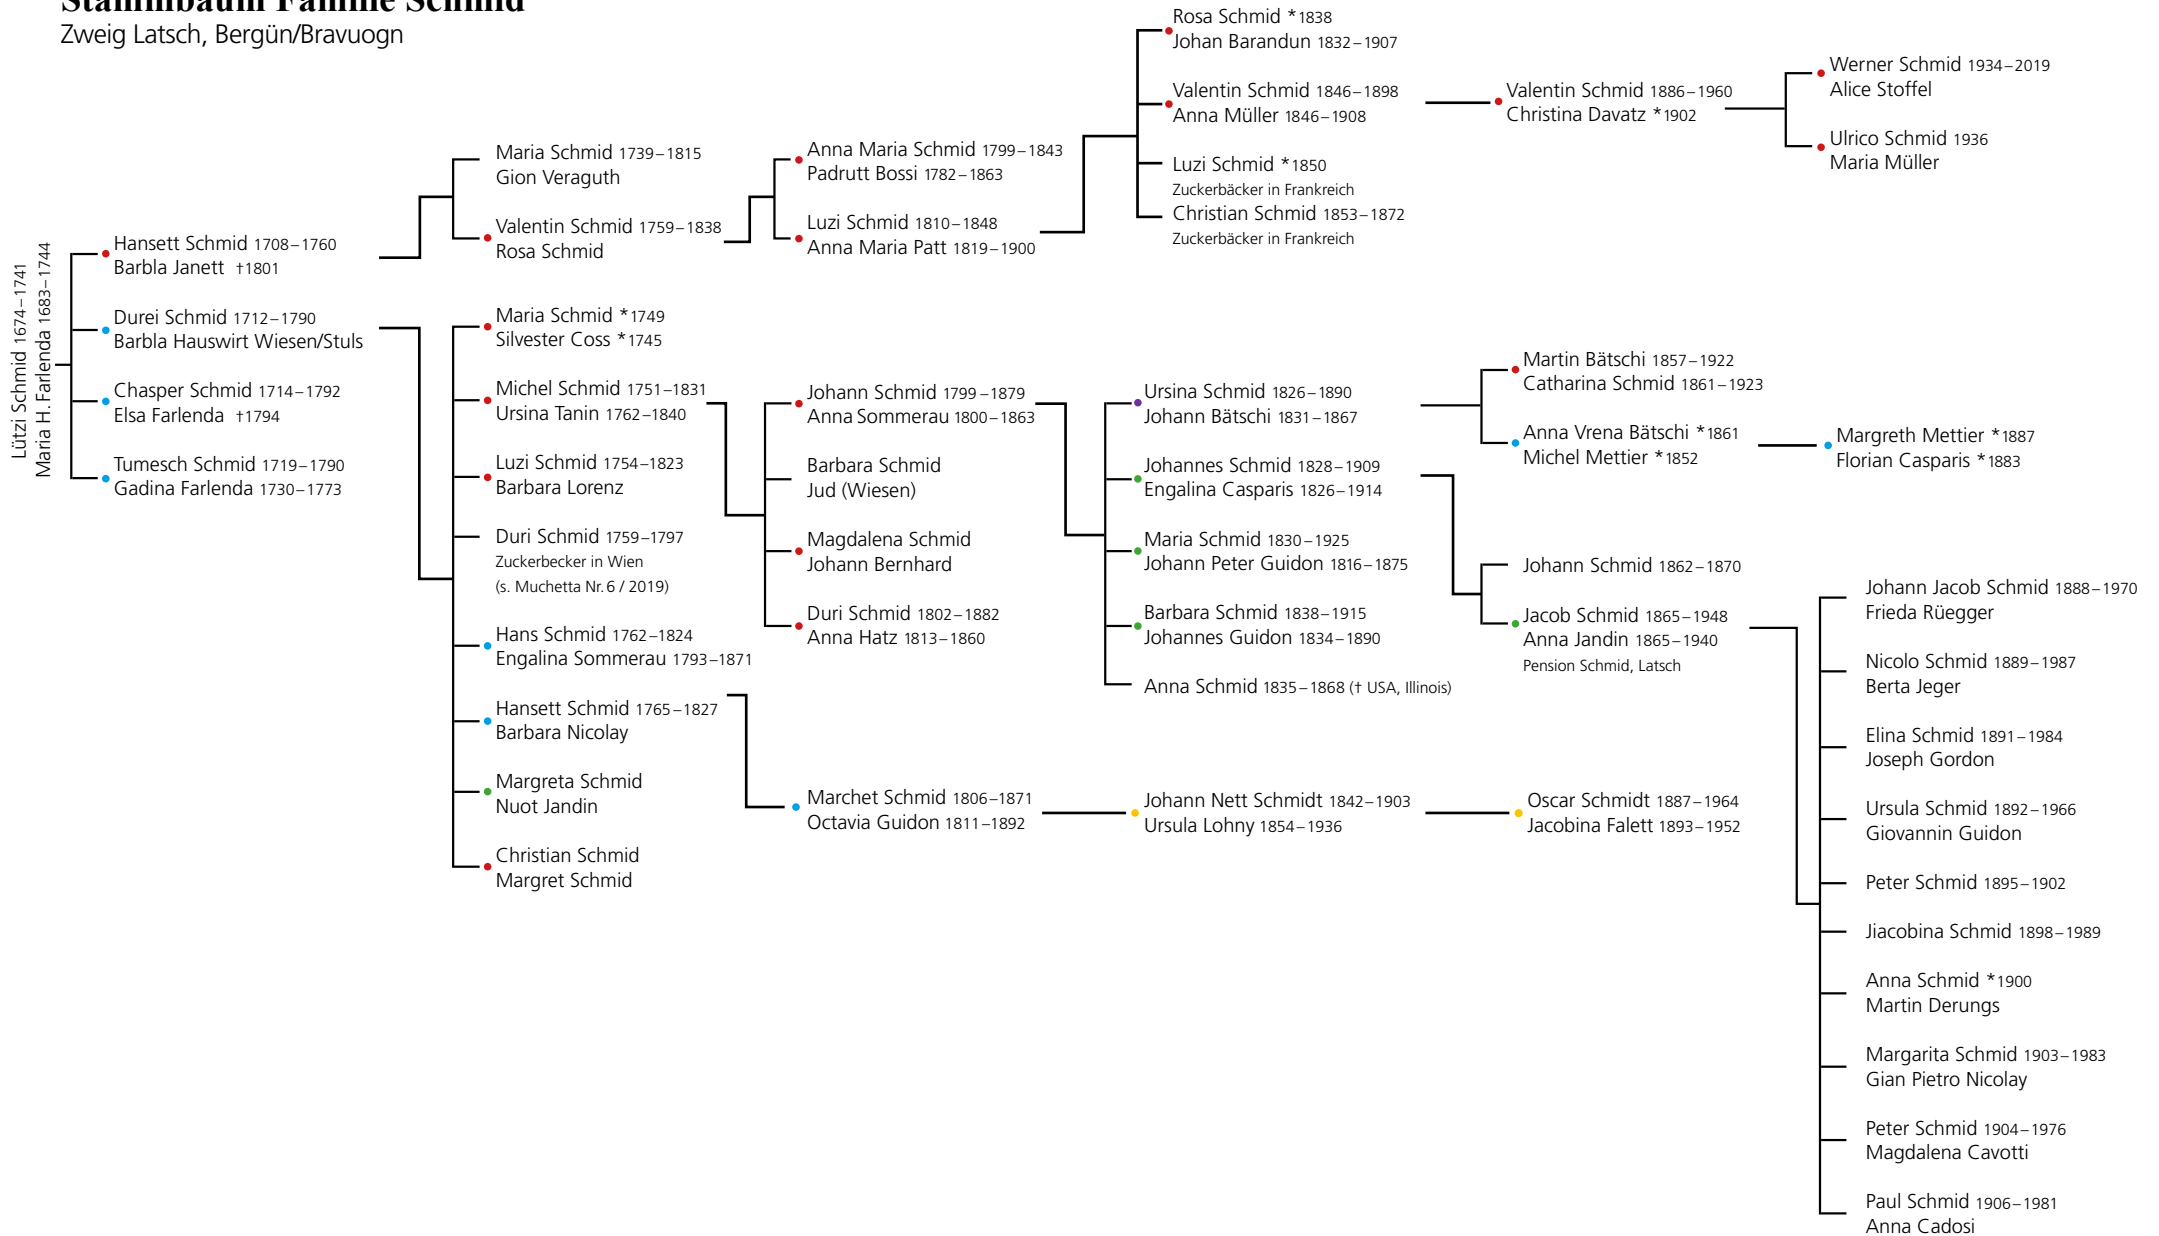 Stammbaum Familie Schmid
Zweig Latsch, Bergün/Bravuogn
Lützi Schmid 1674–1741
Maria H. Farlenda 1683–1744
Hansett Schmid 1708–1760
Barbla Janett †1801
Durei Schmid 1712–1790
Barbla Hauswirt Wiesen/Stuls
Chasper Schmid 1714–1792
Elsa Farlenda †1794
Tumesch Schmid 1719–1790
Gadina Farlenda 1730–1773
Maria Schmid 1739–1815
Gion Veraguth
Valentin Schmid 1759–1838
Rosa Schmid
Maria Schmid *1749
Silvester Coss *1745
Michel Schmid 1751–1831
Ursina Tanin 1762–1840
Luzi Schmid 1754–1823
Barbara Lorenz
Duri Schmid 1759–1797
Zuckerbecker in Wien
(s. Muchetta Nr. 6 / 2019)
Hans Schmid 1762–1824
Engalina Sommerau 1793–1871
Hansett Schmid 1765–1827
Barbara Nicolay
Margreta Schmid
Nuot Jandin
Christian Schmid
Margret Schmid
Anna Maria Schmid 1799–1843
Padrutt Bossi 1782–1863
Luzi Schmid 1810–1848
Anna Maria Patt 1819–1900
Johann Schmid 1799–1879
Anna Sommerau 1800–1863
Barbara Schmid
Jud (Wiesen)
Magdalena Schmid
Johann Bernhard
Duri Schmid 1802–1882
Anna Hatz 1813–1860
Marchet Schmid 1806–1871
Octavia Guidon 1811–1892
Rosa Schmid *1838
Johan Barandun 1832–1907
Valentin Schmid 1846–1898
Anna Müller 1846–1908
Luzi Schmid *1850
Zuckerbäcker in Frankreich
Christian Schmid 1853–1872
Zuckerbäcker in Frankreich
Ursina Schmid 1826–1890
Johann Bätschi 1831–1867
Johannes Schmid 1828–1909
Engalina Casparis 1826–1914
Maria Schmid 1830–1925
Johann Peter Guidon 1816–1875
Barbara Schmid 1838–1915
Johannes Guidon 1834–1890
Anna Schmid 1835–1868 († USA, Illinois)
Johann Nett Schmidt 1842–1903
Ursula Lohny 1854–1936
Valentin Schmid 1886–1960
Christina Davatz *1902
Martin Bätschi 1857–1922
Catharina Schmid 1861–1923
Anna Vrena Bätschi *1861
Michel Mettier *1852
Johann Schmid 1862–1870
Jacob Schmid 1865–1948
Anna Jandin 1865–1940
Pension Schmid, Latsch
Oscar Schmidt 1887–1964
Jacobina Falett 1893–1952
Werner Schmid 1934–2019
Alice Stoffel
Ulrico Schmid 1936
Maria Müller
Margreth Mettier *1887
Florian Casparis *1883
Johann Jacob Schmid 1888–1970
Frieda Rüegger
Nicolo Schmid 1889–1987
Berta Jeger
Elina Schmid 1891–1984
Joseph Gordon
Ursula Schmid 1892–1966
Giovannin Guidon
Peter Schmid 1895–1902
Jiacobina Schmid 1898–1989
Anna Schmid *1900
Martin Derungs
Margarita Schmid 1903–1983
Gian Pietro Nicolay
Peter Schmid 1904–1976
Magdalena Cavotti
Paul Schmid 1906–1981
Anna Cadosi